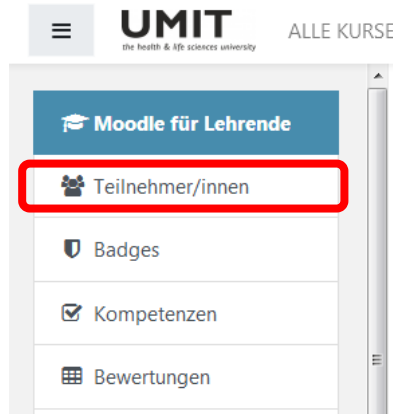 UMIT
the health & life sciences university
ALLE KURSE
Moodle für Lehrende
Teilnehmer/innen
Badges
Kompetenzen
Bewertungen